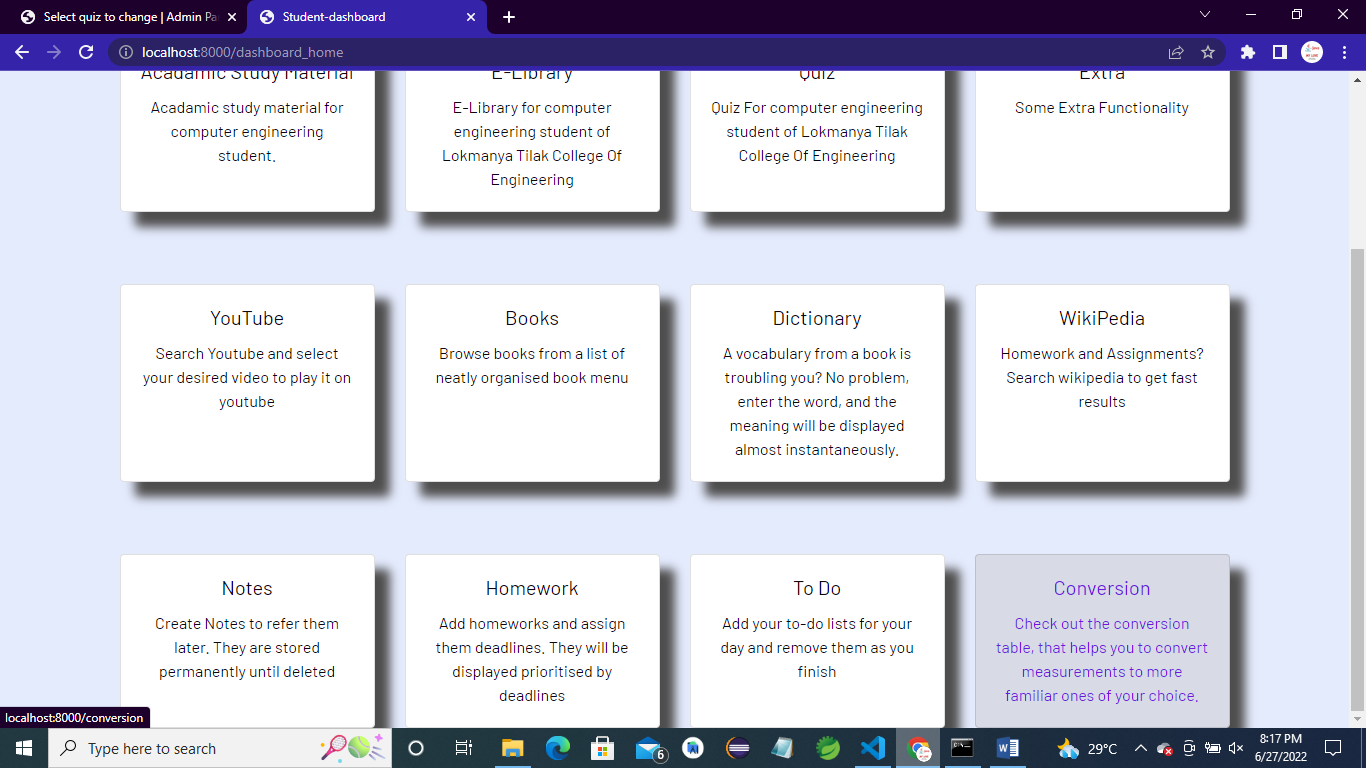 Select quiz to change | Admin Pa
Student-dashboard
localhost:8000/dashboard_home
Acadamic Study Material
E-Library
Quiz
Extra
Acadamic study material for
computer engineering
student.
E-Library for computer
engineering student of
Lokmanya Tilak College Of
Engineering
Quiz For computer engineering
student of Lokmanya Tilak
College Of Engineering
Some Extra Functionality
YouTube
Search Youtube and select
your desired video to play it on
youtube
Books
Browse books from a list of
neatly organised book menu
Dictionary
A vocabulary from a book is
troubling you? No problem,
enter the word, and the
meaning will be displayed
almost instantaneously.
WikiPedia
Homework and Assignments?
Search wikipedia to get fast
results
Notes
Create Notes to refer them
later. They are stored
permanently until deleted
Homework
Add homeworks and assign
them deadlines. They will be
displayed prioritised by
deadlines
To Do
Add your to-do lists for your
day and remove them as you
finish
Conversion
Check out the conversion
table, that helps you to convert
measurements to more
familiar ones of your choice.
localhost:8000/conversion
Type here to search
6
29°C
8:17 PM
6/27/2022